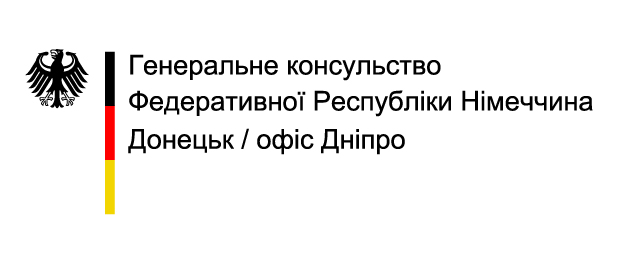 Генеральне консульство
Федеративної Республіки Німеччина
Донецьк / офіс Дніпро